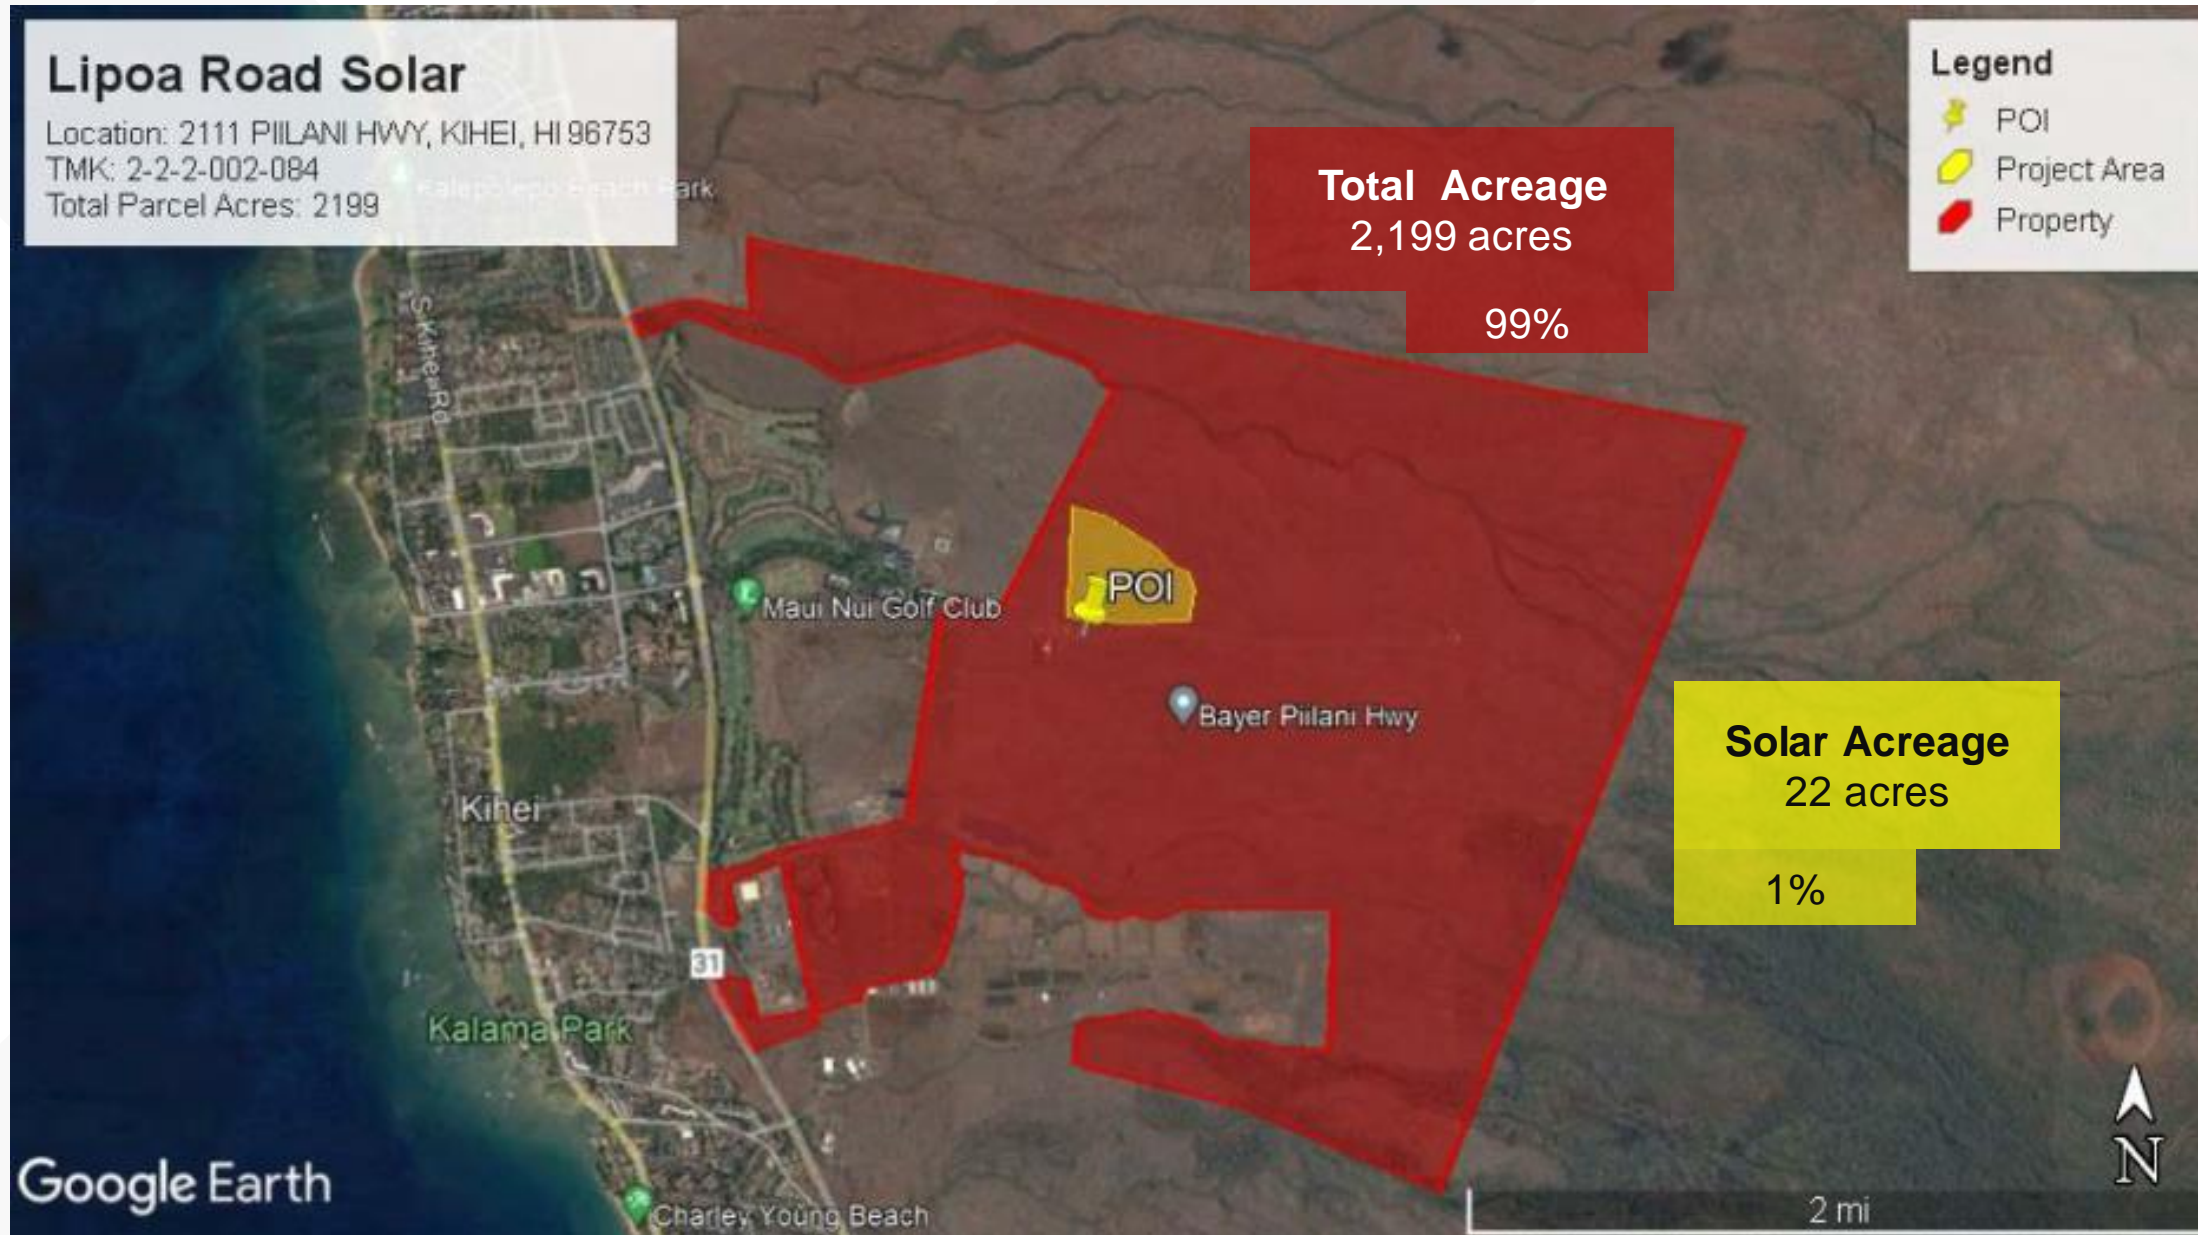 Lipoa Road Solar
Location: 2111 PIILANI HWY, KIHEI, HI 96753
TMK: 2-2-2-002-084
Total Parcel Acres: 2199
Kalepolepo Beach Park
Legend
POI
Project Area
Property
Total Acreage
2,199 acres
99%
S Kihei Rd
POI
Maui Nui Golf Club
Bayer Piilani Hwy
Solar Acreage
22 acres
1%
Kihei
31
Kalama Park
Charley Young Beach
Google Earth
N
2 mi